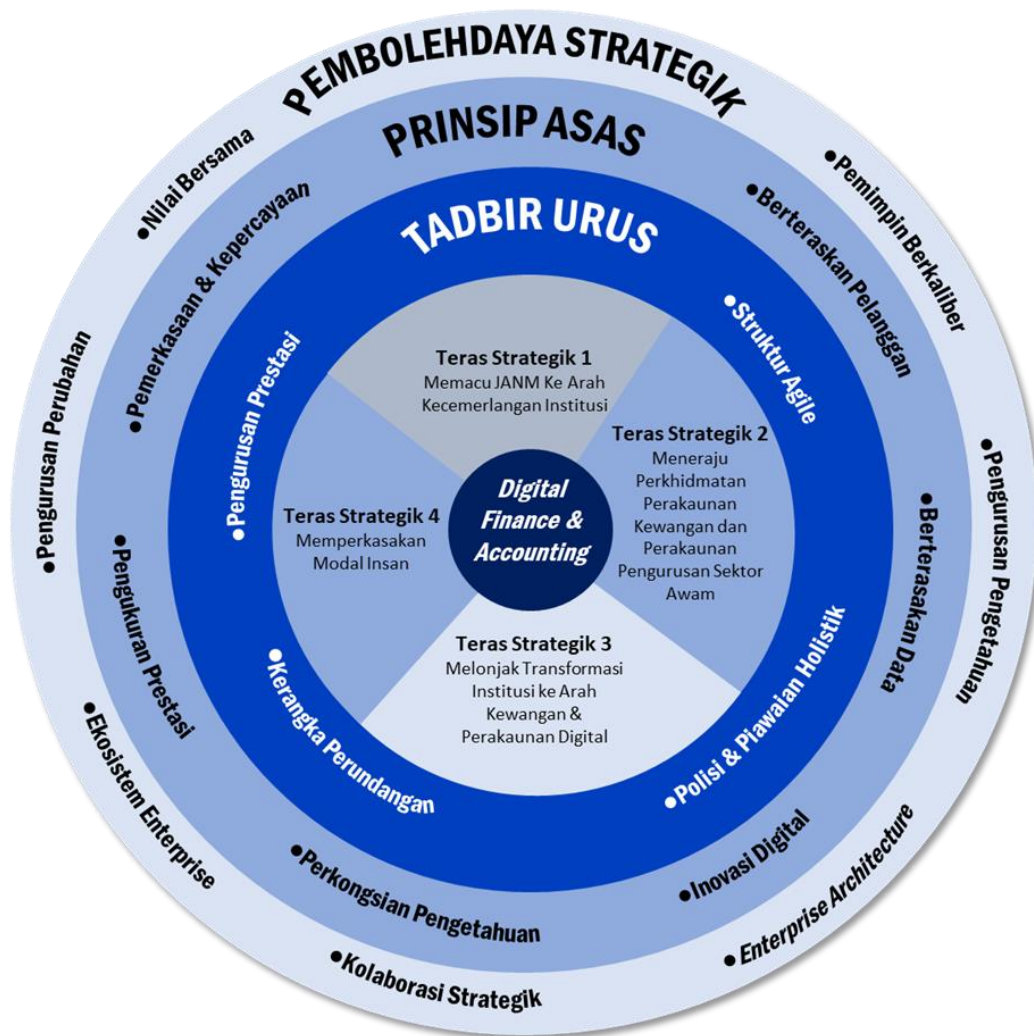 PEMBOLEHDAYA STRATEGIK
●Pemimpin Berkaliber
●Pengurusan Pengetahuan
●Enterprise Architecture
●Kolaborasi Strategik
●Ekosistem Enterprise
●Pengurusan Perubahan
●Nilai Bersama
PRINSIP ASAS
●Berteraskan Pelanggan
●Berterasakan Data
●Inovasi Digital
●Perkongsian Pengetahuan
●Pengukuran Prestasi
●Pemerkasaan & Kepercayaan
TADBIR URUS
●Struktur Agile
●Polisi & Piawaian Holistik
●Kerangka Perundangan
●Pengurusan Prestasi
Teras Strategik 1
Memacu JANM Ke Arah
Kecemerlangan Institusi
Teras Strategik 2
Meneraju
Perkhidmatan
Perakaunan
Kewangan dan
Perakaunan
Pengurusan Sektor
Awam
Teras Strategik 3
Melonjak Transformasi
Institusi ke Arah
Kewangan &
Perakaunan Digital
Teras Strategik 4
Memperkasakan
Modal Insan
Digital
Finance &
Accounting